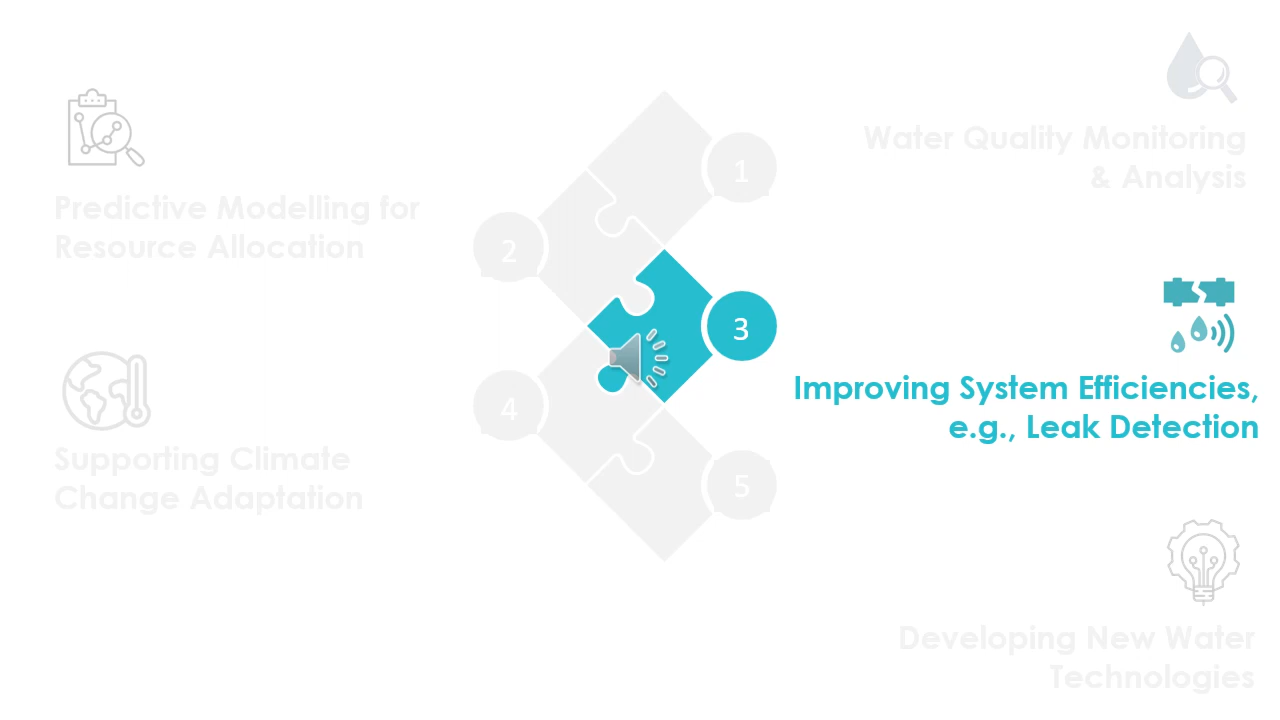 1
Water Quality Monitoring
& Analysis
2
Predictive Modelling for
Resource Allocation
3
Improving System Efficiencies,
e.g., Leak Detection
4
Supporting Climate
Change Adaptation
5
Developing New Water
Technologies